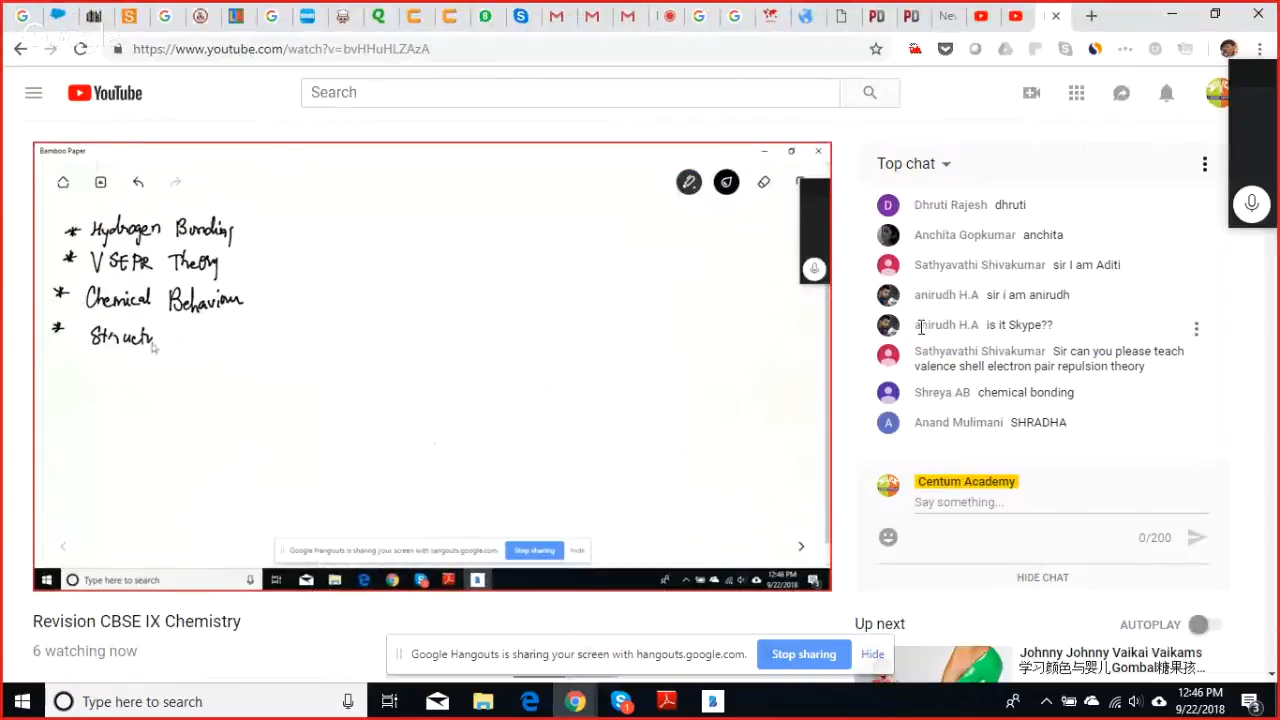 https://www.youtube.com/watch?v=bvHHuHLZAzA
YouTube
Search
Bamboo Paper
* Hydrogen Bonding
* VSEPR Theory
* Chemical Behaviour
* Structu
Google Hangouts is sharing your screen with hangouts.google.com.
Stop sharing
hide
Type here to search
12:46 PM
9/22/2018
Revision CBSE IX Chemistry
6 watching now
Top chat
D Dhruti Rajesh dhruti
Anchita Gopkumar anchita
Sathyavathi Shivakumar sir I am Aditi
anirudh H.A sir i am anirudh
anirudh H.A is it Skype??
Sathyavathi Shivakumar Sir can you please teach
valence shell electron pair repulsion theory
Shreya AB chemical bonding
A Anand Mulimani SHRADHA
Centum Academy
Say something...
0/200
HIDE CHAT
Up next
AUTOPLAY
Johnny Johnny Vaikai Vaikams
学习颜色与婴儿Gombal糖果孩...
Google Hangouts is sharing your screen with hangouts.google.com.
Stop sharing
Hide
Type here to search
12:46 PM
9/22/2018